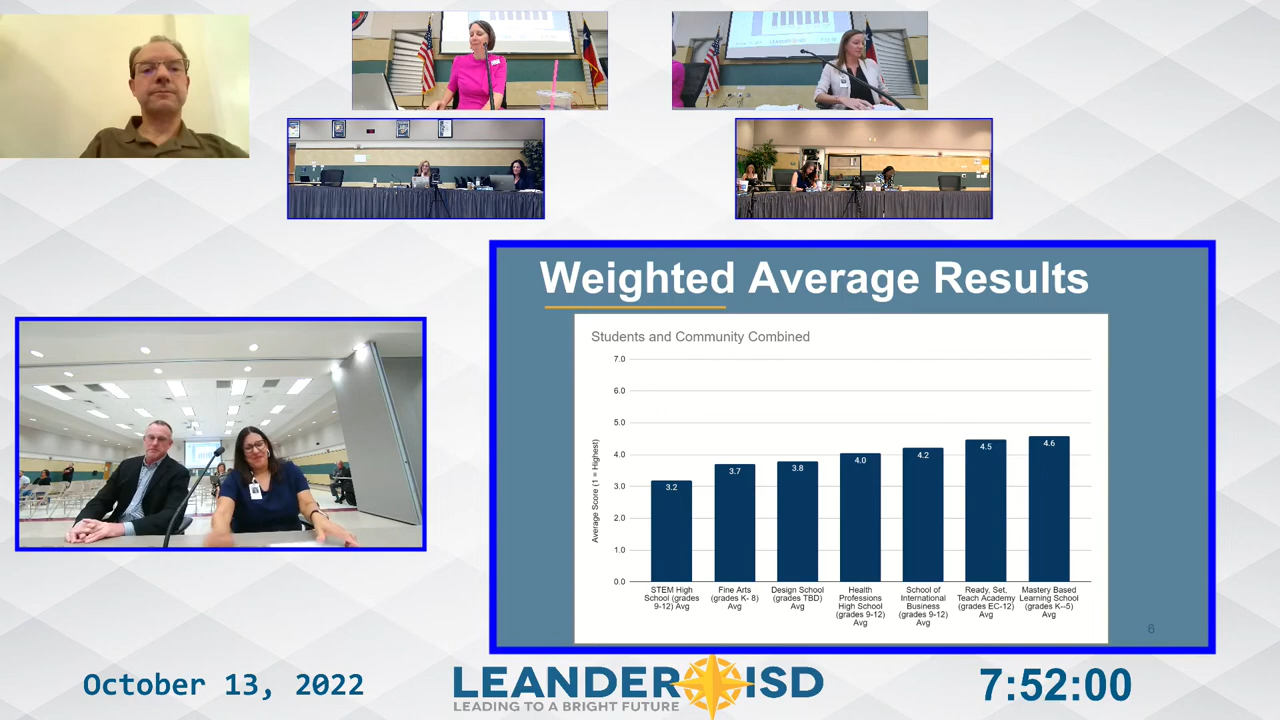 Weighted Average Results
Students and Community Combined
7.0
6.0
5.0
4.0
3.0
2.0
1.0
0.0
Average Score (1 = Highest)
3.2
3.7
3.8
4.0
4.2
4.5
4.6
STEM High
School (grades
9-12) Avg
Fine Arts
(grades K- 8)
Avg
Design School
(grades TBD)
Avg
Health
Professions
High School
(grades 9-12)
Avg
School of
International
Business
(grades 9-12)
Avg
Ready, Set,
Teach Academy
(grades EC-12)
Avg
Mastery Based
Learning School
(grades K--5)
Avg
6
October 13, 2022
LEANDER ISD
LEADING TO A BRIGHT FUTURE
7:52:00